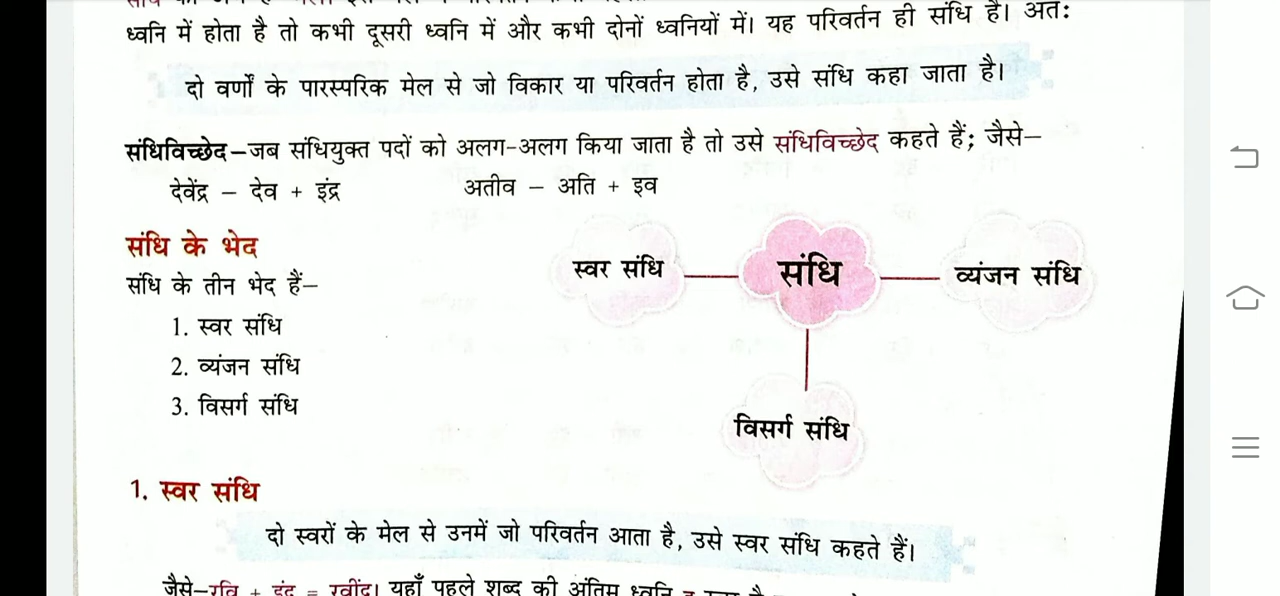 ध्वनि में होता है तो कभी दूसरी ध्वनि में और कभी दोनों ध्वनियों में। यह परिवर्तन ही संधि है। अतः
दो वर्णों के पारस्परिक मेल से जो विकार या परिवर्तन होता है, उसे संधि कहा जाता है।
संधिविच्छेद–जब संधियुक्त पदों को अलग-अलग किया जाता है तो उसे संधिविच्छेद कहते हैं; जैसे–
देवेंद्र – देव + इंद्र अतीव – अति + इव
संधि के भेद
संधि के तीन भेद हैं–
1. स्वर संधि
2. व्यंजन संधि
3. विसर्ग संधि
स्वर संधि
संधि
व्यंजन संधि
विसर्ग संधि
1. स्वर संधि
दो स्वरों के मेल से उनमें जो परिवर्तन आता है, उसे स्वर संधि कहते हैं।
जैसे–रवि + इंद्र = रवींद्र। यहाँ पहले शब्द की अंतिम ध्वनि